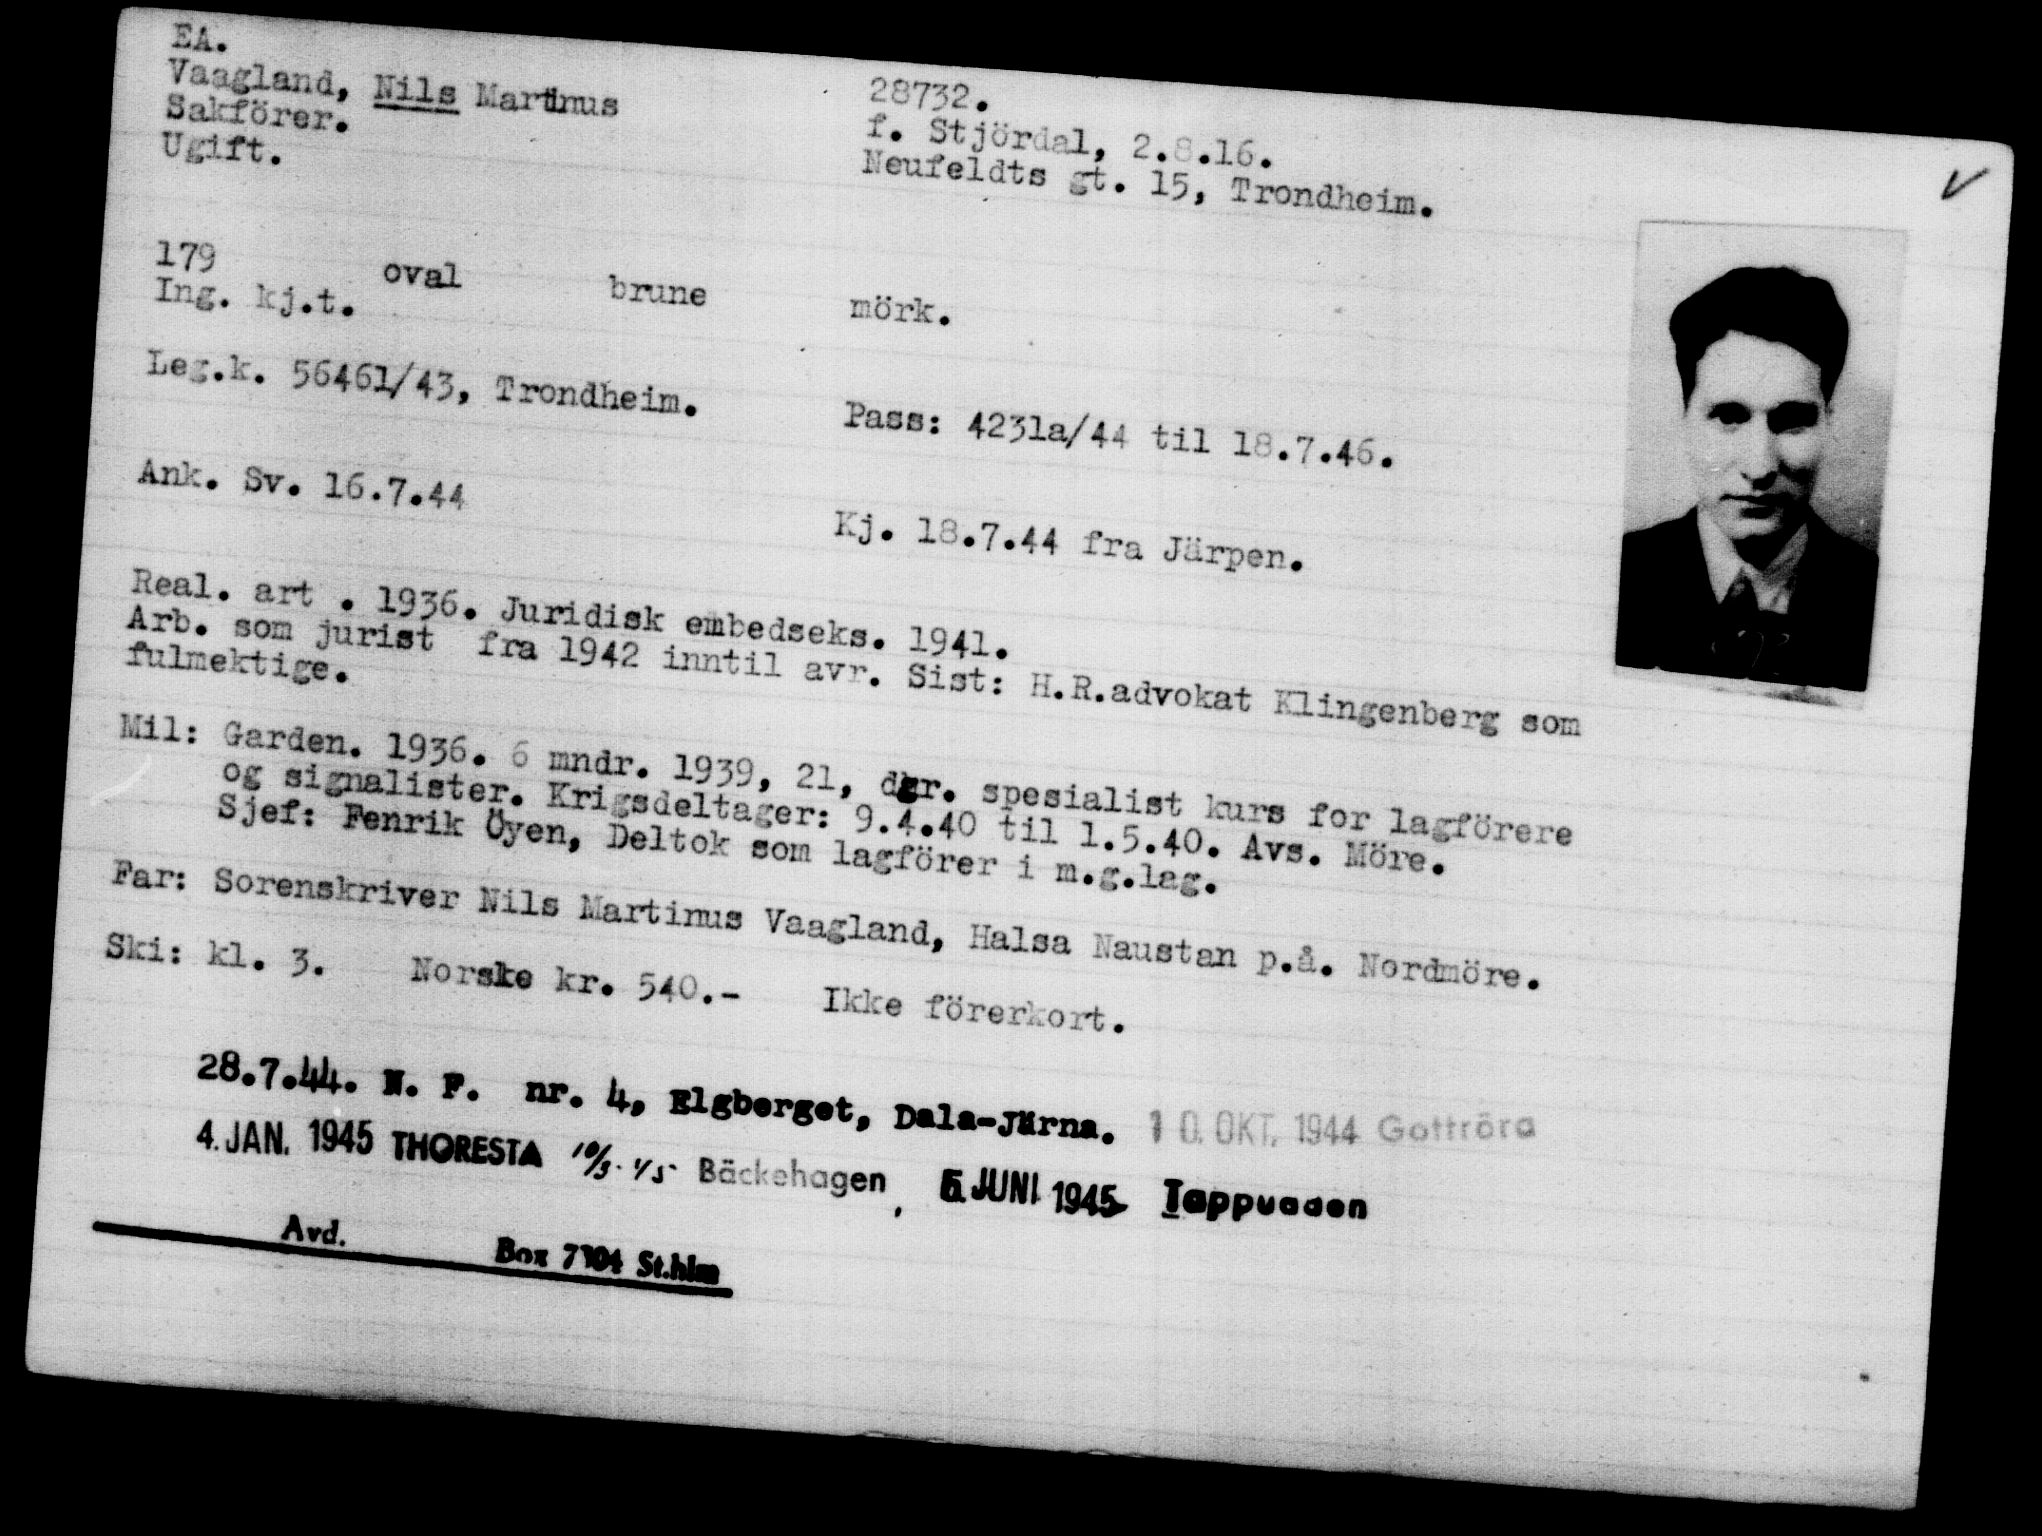 EA.
Vaagland, Nils Martinus 28732.
Sakförer. f. Stjördal, 2.8.16.
Ugift. Neufeldts gt. 15, Trondheim.
179 oval brune mörk.
Ing. kj.t.
Leg.k. 56461/43, Trondheim. Pass: 4231a/44 til 18.7.46.
Ank. Sv. 16.7.44 Kj. 18.7.44 fra Järpen.
Real. art . 1936. Juridisk embedseks. 1941.
Arb. som jurist fra 1942 inntil avr. Sist: H.R.advokat Klingenberg som
fulmektige.
Mil: Garden. 1936. 6 mndr. 1939, 21, dgr. spesialist kurs for lagförere
og signalister. Krigsdeltager: 9.4.40 til 1.5.40. Avs. Möre.
Sjef: Fenrik Öyen, Deltok som lagförer i m.g.lag.
Far: Sorenskriver Nils Martinus Vaagland, Halsa Naustan p.å. Nordmöre.
Ski: kl. 3. Norske kr. 540.- Ikke förerkort.
28.7.44. N. F. nr. 4, Elgberget, Dala-Järna. 10. OKT. 1944 Gottröra
4. JAN. 1945 THORESTA 10/3. 45 Bäckehagen, JUNI 1945
Avd. Box 7104 St.hlm